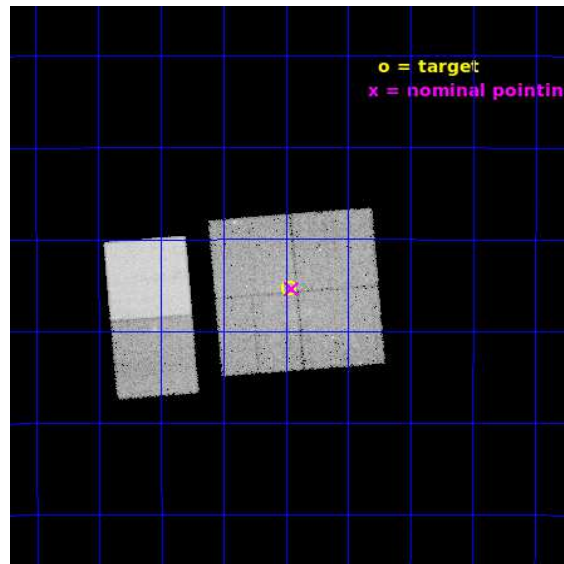 o = target
x = nominal pointin